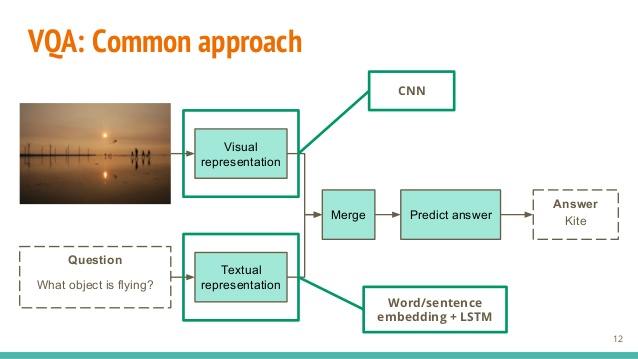 VQA: Common approach
CNN
Visual
representation
Merge
Predict answer
Answer
Kite
Question
What object is flying?
Textual
representation
Word/sentence
embedding + LSTM
12